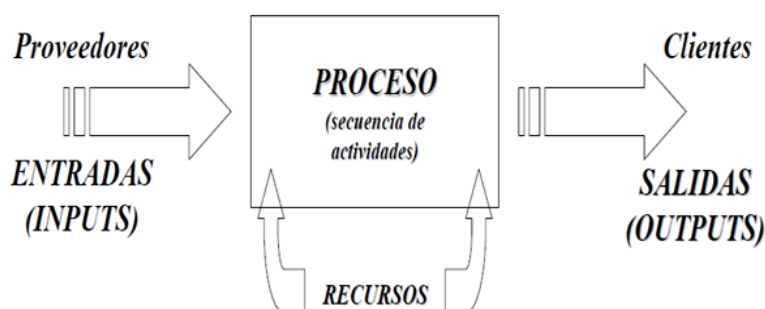 Proveedores
ENTRADAS
(INPUTS)
PROCESO
(secuencia de
actividades)
RECURSOS
Clientes
SALIDAS
(OUTPUTS)